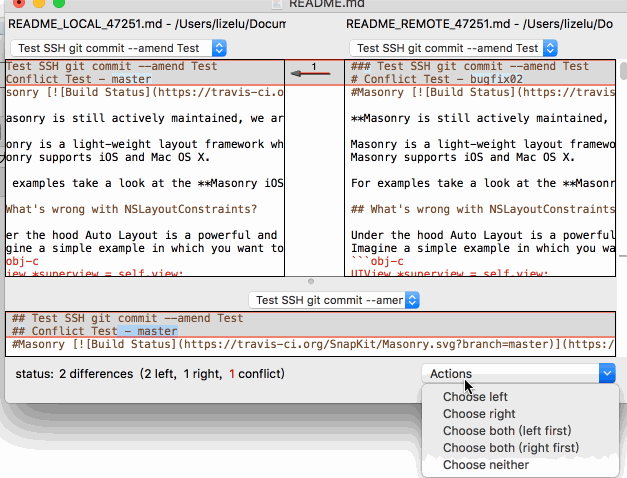 README.md
README_LOCAL_47251.md - /Users/lizelu/Docum
README_REMOTE_47251.md - /Users/lizelu/Do
Test SSH git commit --amend Test
Test SSH git commit --amend Test
Test SSH git commit --amend Test
Conflict Test - master
sonry [![Build Status](https://travis-ci.o
asonry is still actively maintained, we ar
onry is a light-weight layout framework wh
onry supports iOS and Mac OS X.
examples take a look at the **Masonry iOS
What's wrong with NSLayoutConstraints?
er the hood Auto Layout is a powerful and
gine a simple example in which you want to
obj-c
iew *superview = self.view;
1
### Test SSH git commit --amend Test
# Conflict Test - bugfix02
#Masonry [![Build Status](https://travis
**Masonry is still actively maintained,
Masonry is a light-weight layout framewo
Masonry supports iOS and Mac OS X.
For examples take a look at the **Masonr
## What's wrong with NSLayoutConstraints
Under the hood Auto Layout is a powerful
Imagine a simple example in which you wa
```obj-c
UIView *superview = self.view;
Test SSH git commit --amer
## Test SSH git commit --amend Test
## Conflict Test - master
#Masonry [![Build Status](https://travis-ci.org/SnapKit/Masonry.svg?branch=master)](https:/
status: 2 differences (2 left, 1 right, 1 conflict)
Actions
Choose left
Choose right
Choose both (left first)
Choose both (right first)
Choose neither